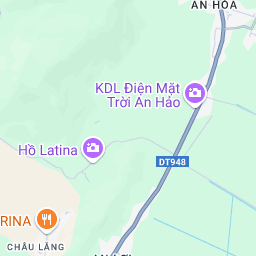 AN HÒA
KDL Điện Mặt
Trời An Hảo
Hồ Latina
DT948
RINA
CHÂU LĂNG